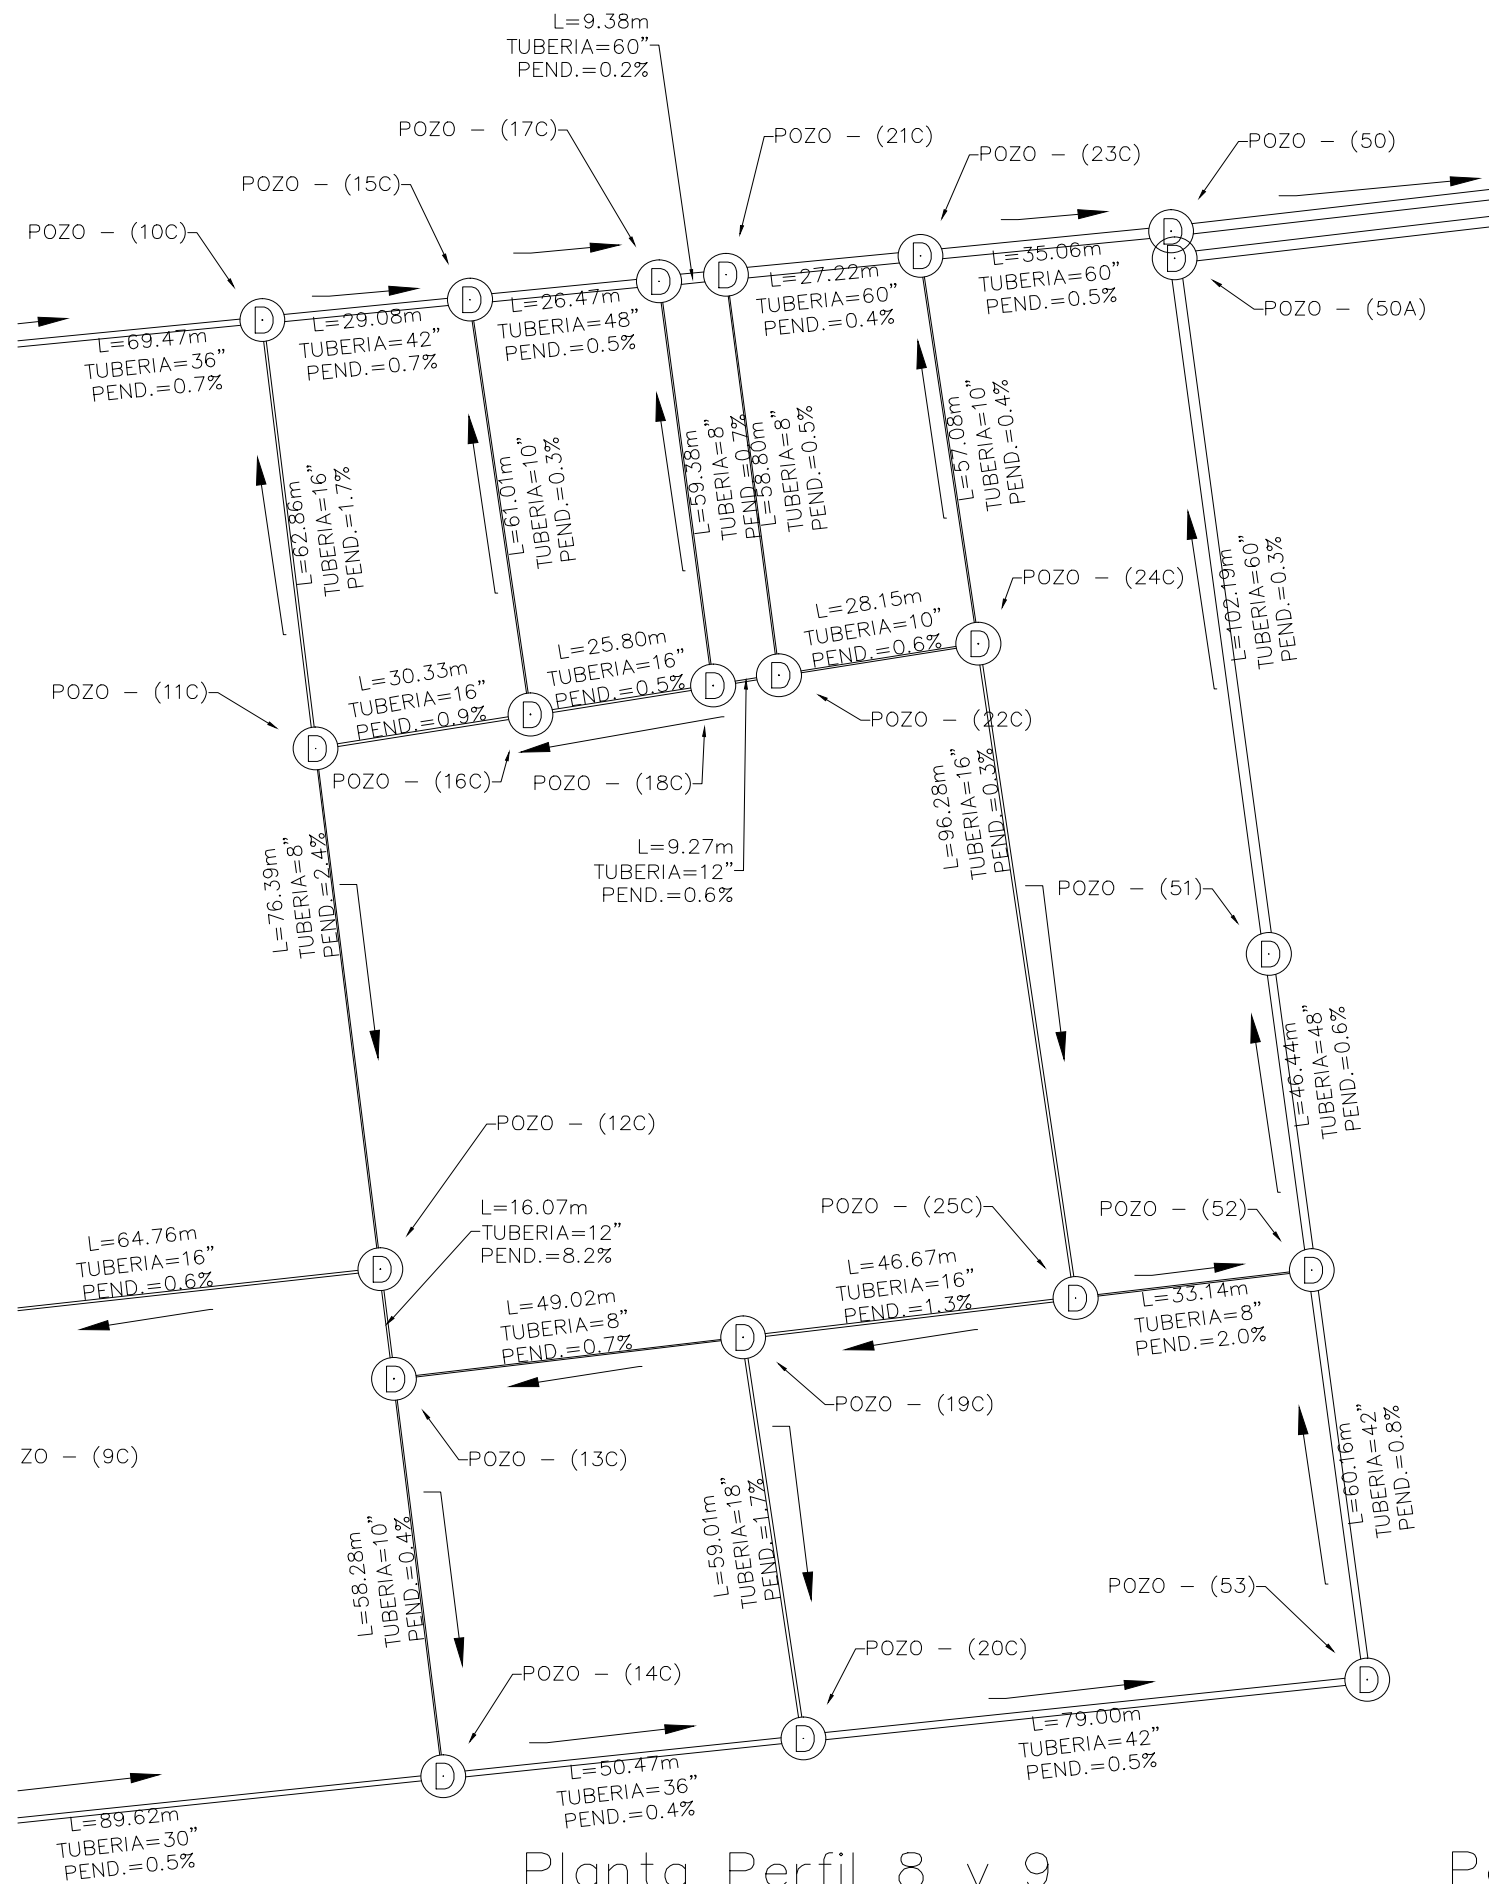 L=9.38m
TUBERIA=60"
PEND.=0.2%
POZO - (17C)
POZO - (21C)
POZO - (23C)
POZO - (50)
POZO - (15C)
POZO - (10C)
D
D
D
D
D
D
D
POZO - (50A)
L=69.47m
TUBERIA=36"
PEND.=0.7%
L=29.08m
TUBERIA=42"
PEND.=0.7%
L=26.47m
TUBERIA=48"
PEND.=0.5%
L=27.22m
TUBERIA=60"
PEND.=0.4%
L=35.06m
TUBERIA=60"
PEND.=0.5%
L=62.86m
TUBERIA=16"
PEND.=1.7%
L=61.01m
TUBERIA=10"
PEND.=0.3%
L=59.38m
TUBERIA=8"
PEND.=0.7%
L=58.80m
TUBERIA=8"
PEND.=0.5%
L=57.08m
TUBERIA=10"
PEND.=0.4%
L=102.19m
TUBERIA=60"
PEND.=0.3%
POZO - (24C)
L=28.15m
TUBERIA=10"
PEND.=0.6%
D
L=25.80m
TUBERIA=16"
PEND.=0.5%
L=30.33m
TUBERIA=16"
PEND.=0.9%
POZO - (11C)
D
D
D
D
POZO - (22C)
POZO - (16C)
POZO - (18C)
L=9.27m
TUBERIA=12"
PEND.=0.6%
L=96.28m
TUBERIA=16"
PEND.=0.3%
L=76.39m
TUBERIA=8"
PEND.=2.4%
POZO - (51)
D
L=46.44m
TUBERIA=48"
PEND.=0.6%
POZO - (12C)
L=16.07m
TUBERIA=12"
PEND.=8.2%
POZO - (25C)
POZO - (52)
L=64.76m
TUBERIA=16"
PEND.=0.6%
D
L=46.67m
TUBERIA=16"
PEND.=1.3%
D
D
L=33.14m
TUBERIA=8"
PEND.=2.0%
L=49.02m
TUBERIA=8"
PEND.=0.7%
D
D
POZO - (19C)
ZO - (9C)
POZO - (13C)
L=60.16m
TUBERIA=42"
PEND.=0.8%
L=58.28m
TUBERIA=10"
PEND.=0.4%
L=59.01m
TUBERIA=18"
PEND.=1.7%
POZO - (53)
POZO - (20C)
POZO - (14C)
D
D
D
L=79.00m
TUBERIA=42"
PEND.=0.5%
L=50.47m
TUBERIA=36"
PEND.=0.4%
L=89.62m
TUBERIA=30"
PEND.=0.5%
Planta Perfil 8 y 9